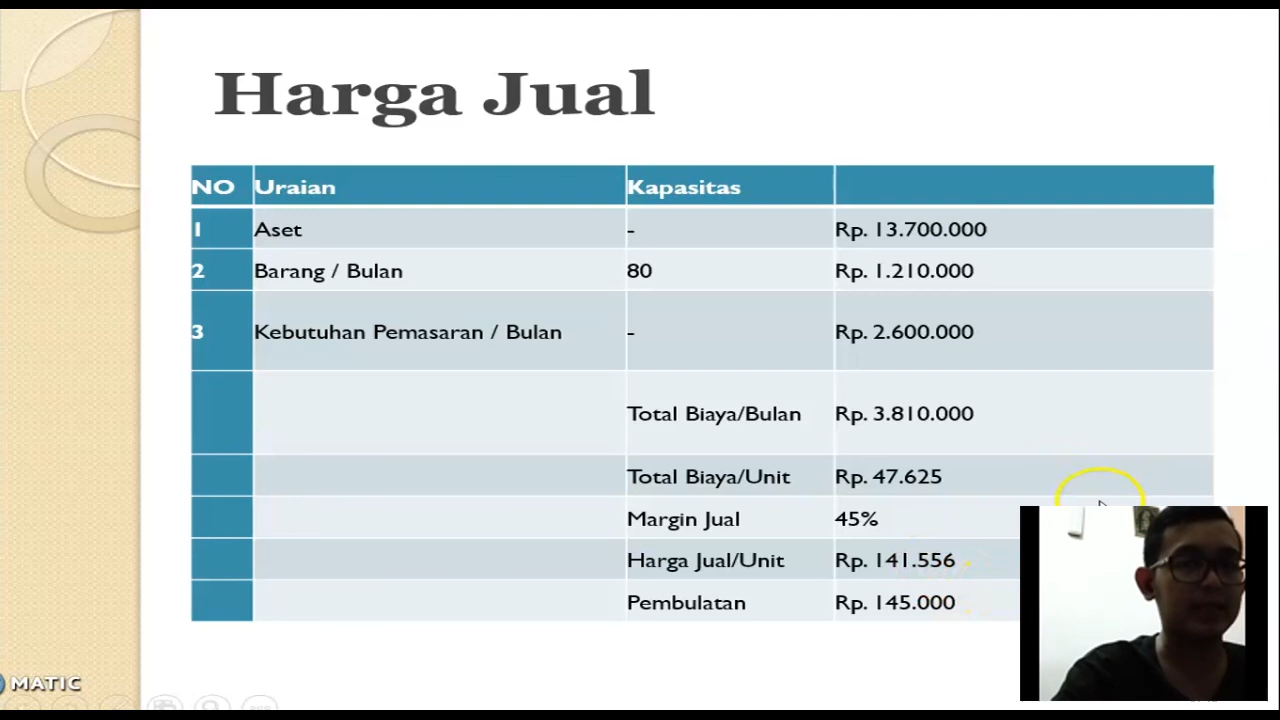 Harga Jual
NO Uraian Kapasitas
1 Aset - Rp. 13.700.000
2 Barang / Bulan 80 Rp. 1.210.000
3 Kebutuhan Pemasaran / Bulan - Rp. 2.600.000
Total Biaya/Bulan Rp. 3.810.000
Total Biaya/Unit Rp. 47.625
Margin Jual 45%
Harga Jual/Unit Rp. 141.556
Pembulatan Rp. 145.000
MATIC